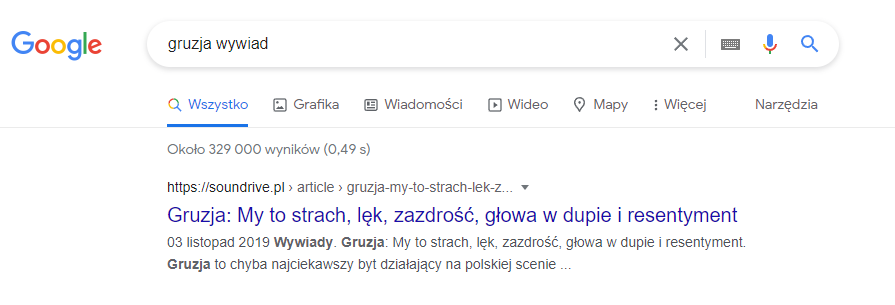 Google
gruzja wywiad
Wszystko Grafika Wiadomości Wideo Mapy Więcej Narzędzia
Około 329 000 wyników (0,49 s)
https://soundrive.pl › article › gruzja-my-to-strach-lek-z...
Gruzja: My to strach, lęk, zazdrość, głowa w dupie i resentyment
03 listopad 2019 Wywiady. Gruzja: My to strach, lęk, zazdrość, głowa w dupie i resentyment.
Gruzja to chyba najciekawszy byt działający na polskiej scenie ...